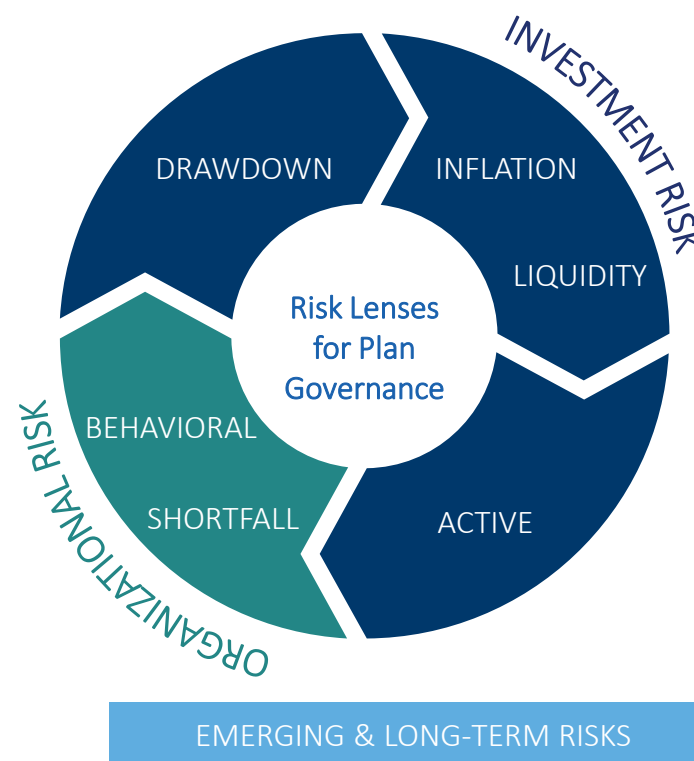 INVESTMENT RISK
DRAWDOWN
INFLATION
LIQUIDITY
Risk Lenses
for Plan
Governance
BEHAVIORAL
SHORTFALL
ACTIVE
ORGANIZATIONAL RISK
EMERGING & LONG-TERM RISKS